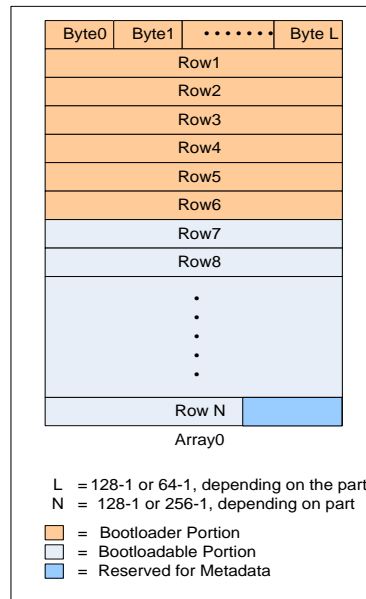 Byte0 Byte1 ······· Byte L
Row1
Row2
Row3
Row4
Row5
Row6
Row7
Row8
Row N
Array0
L = 128-1 or 64-1, depending on the part
N = 128-1 or 256-1, depending on part
= Bootloader Portion
= Bootloadable Portion
= Reserved for Metadata